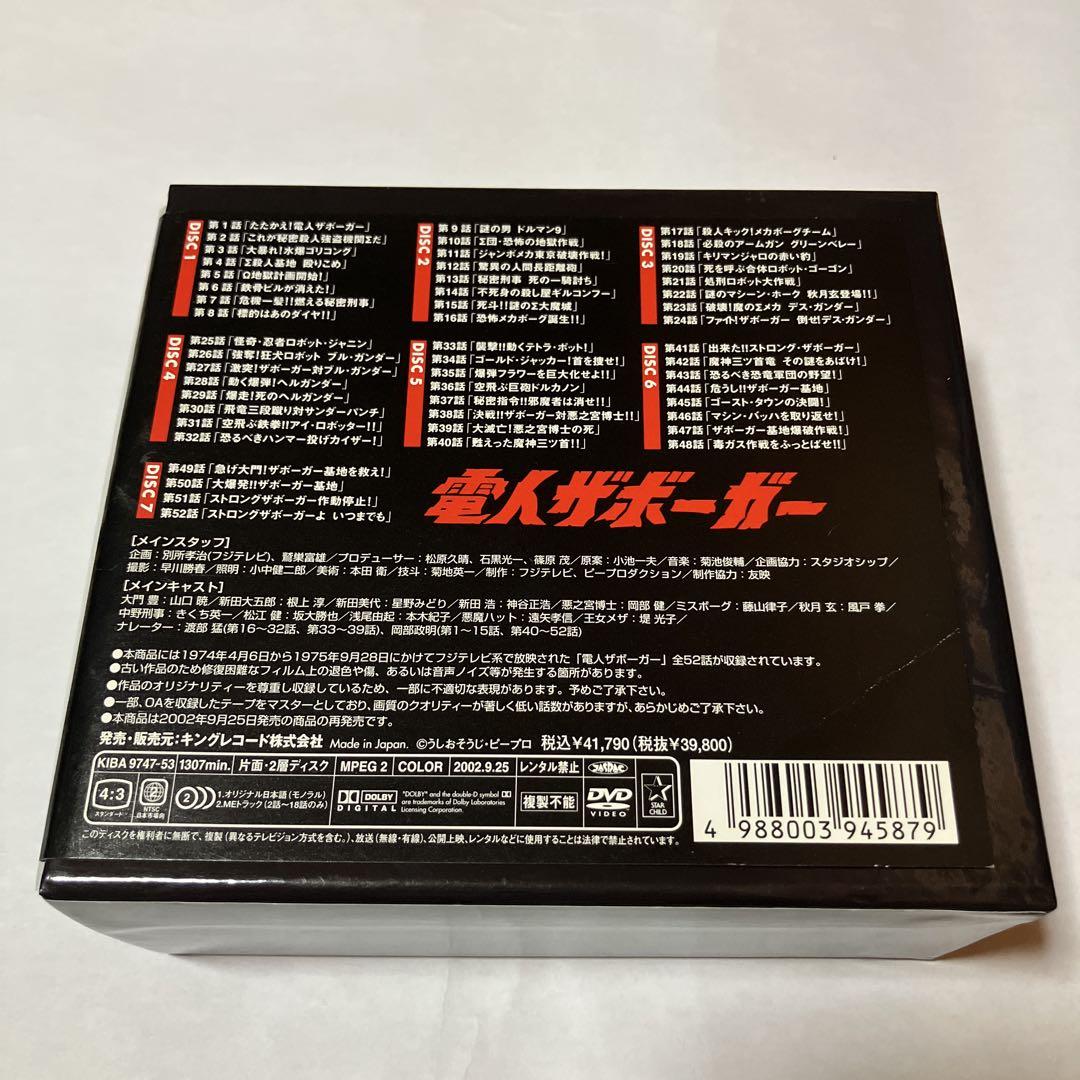 DISC 1
第1話「たたかえ!電人ザボーガー」
第2話「これが秘密殺人強盗機関Σだ」
第3話「大暴れ!水爆ゴリコング」
第4話「Σ殺人基地 殴りこめ」
第5話「Ω地獄計画開始!」
第6話「鉄骨ビルが消えた!」
第7話「危機一髪!!燃える秘密刑事」
第8話「標的はあのダイヤ!!」
DISC 2
第9話「謎の男 ドルマン9」
第10話「Σ団・恐怖の地獄作戦」
第11話「ジャンボメカ東京破壊作戦!」
第12話「驚異の人間長距離砲」
第13話「秘密刑事 死の一騎討ち」
第14話「不死身の殺し屋ギルコンフー」
第15話「死斗!!謎のΣ大魔城」
第16話「恐怖メカボーグ誕生!!」
DISC 3
第17話「殺人キック!メカボーグチーム」
第18話「必殺のアームガン グリーンベレー」
第19話「キリマンジャロの赤い豹」
第20話「死を呼ぶ合体ロボット・ゴーゴン」
第21話「処刑ロボット大作戦」
第22話「謎のマシーン・ホーク 秋月玄登場!!」
第23話「破壊!魔のΣメカ デス・ガンダー」
第24話「ファイト!ザボーガー 倒せ!デス・ガンダー」
DISC 4
第25話「怪奇・忍者ロボット・ジャニン」
第26話「強奪!狂犬ロボット ブル・ガンダー」
第27話「激突!ザボーガー対ブル・ガンダー」
第28話「動く爆弾!ヘルガンダー」
第29話「爆走!死のヘルガンダー」
第30話「飛竜三段蹴り対サンダーパンチ」
第31話「空飛ぶ鉄拳!!アイ・ロボッター!!」
第32話「恐るべきハンマー投げカイザー!」
DISC 5
第33話「襲撃!!動くテトラ・ポット!」
第34話「ゴールド・ジャッカー!首を捜せ!」
第35話「爆弾フラワーを巨大化せよ!!」
第36話「空飛ぶ巨砲ドルカノン」
第37話「秘密指令!!邪魔者は消せ!!」
第38話「決戦!!ザボーガー対悪之宮博士!!」
第39話「大滅亡!悪之宮博士の死」
第40話「甦えった魔神三ツ首!!」
DISC 6
第41話「出来た!!ストロング・ザボーガー」
第42話「魔神三ツ首竜 その謎をあばけ!」
第43話「恐るべき恐竜軍団の野望!」
第44話「危うし!!ザボーガー基地」
第45話「ゴースト・タウンの決闘!」
第46話「マシン・バッハを取り返せ!」
第47話「ザボーガー基地爆破作戦!」
第48話「毒ガス作戦をふっとばせ!!」
DISC 7
第49話「急げ大門!ザボーガー基地を救え!」
第50話「大爆発!!ザボーガー基地」
第51話「ストロングザボーガー作動停止!」
第52話「ストロングザボーガーよ いつまでも」
電人ザボーガー
[メインスタッフ]
企画:別所孝治(フジテレビ)、鷺巣富雄/プロデューサー:松原久晴、石黒光一、篠原 茂/原案:小池一夫/音楽:菊池俊輔/企画協力:スタジオシップ/
撮影:早川勝春/照明:小中健二郎/美術:本田 衛/技斗:菊地英一/制作:フジテレビ、ピープロダクション/制作協力:友映
[メインキャスト]
大門 豊:山口 暁/新田大五郎:根上 淳/新田美代:星野みどり/新田 浩:神谷正浩/悪之宮博士:岡部 健/ミスボーグ:藤山律子/秋月 玄:風戸 拳/
中野刑事:きくち英一/松江 健:坂大勝也/浅尾由起:本木紀子/悪魔ハット:遠矢孝信/王女メザ:堤 光子/
ナレーター:渡部 猛(第16〜32話、第33〜39話)、岡部政明(第1〜15話、第40〜52話)
●本商品には1974年4月6日から1975年9月28日にかけてフジテレビ系で放映された「電人ザボーガー」全52話が収録されています。
●古い作品のため修復困難なフィルム上の退色や傷、あるいは音声ノイズ等が発生する箇所があります。
●作品のオリジナリティーを尊重し収録しているため、一部に不適切な表現があります。予めご了承下さい。
●一部、OAを収録したテープをマスターとしており、画質のクオリティーが著しく低い話数がありますが、あらかじめご了承下さい。
●本商品は2002年9月25日発売の商品の再発売です。
発売・販売元:キングレコード株式会社 Made in Japan. ©うしおそうじ・ピープロ 税込¥41,790(税抜¥39,800)
KIBA 9747-53 1307min. 片面・2層ディスク MPEG 2 COLOR 2002.9.25 レンタル禁止 JASRAC
4:3 スタンダード
NTSC 日本市場向
2 1.オリジナル日本語(モノラル)
2.MEトラック(2話〜18話のみ)
DOLBY DIGITAL
"DOLBY" and the double-D symbol are trademarks of Dolby Laboratories Licensing Corporation.
複製不能
DVD VIDEO
STAR CHILD
このディスクを権利者に無断で、複製(異なるテレビジョン方式を含む。)、放送(無線・有線)、公開上映、レンタルなどに使用することは法律で禁止されています。
4 988003 945879